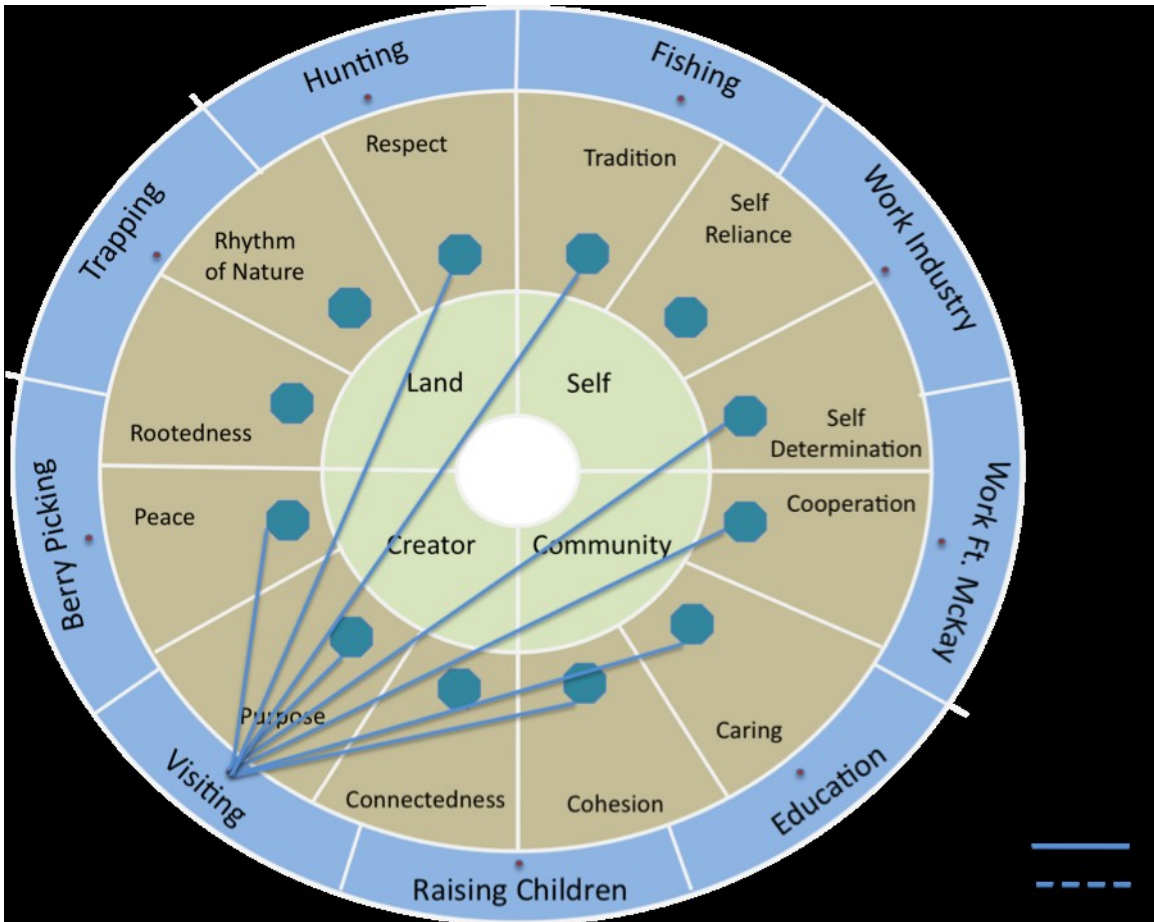 Hunting
Fishing
Respect
Tradition
Trapping
Work Industry
Rhythm
of Nature
Self
Reliance
Land
Self
Rootedness
Self
Determination
Berry Picking
Peace
Cooperation
Work Ft. McKay
Creator
Community
Purpose
Caring
Visiting
Education
Connectedness
Cohesion
Raising Children